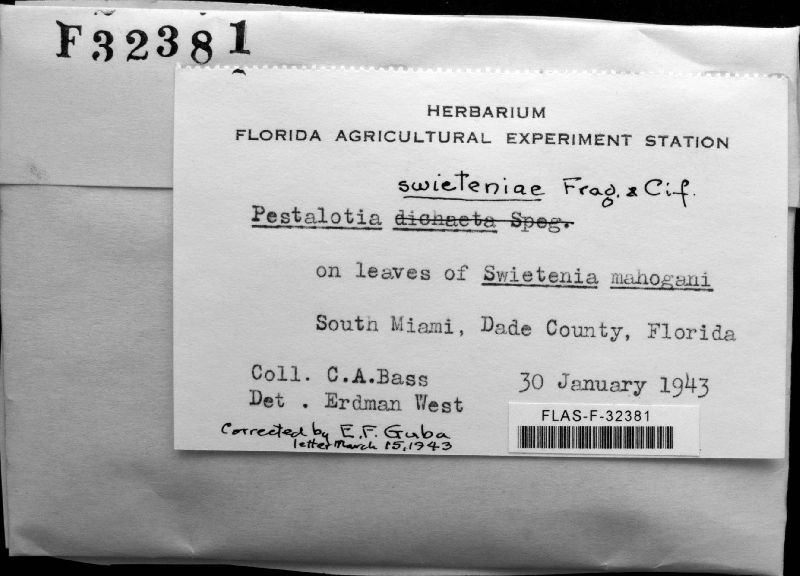 F32381
HERBARIUM
FLORIDA AGRICULTURAL EXPERIMENT STATION
swieteniae Frag. & Cif.
Pestalotia dichaeta Speg.
on leaves of Swietenia mahogani
South Miami, Dade County, Florida
Coll. C.A.Bass 30 January 1943
Det . Erdman West
FLAS-F-32381
Corrected by E.F. Guba
letter March 15, 1943